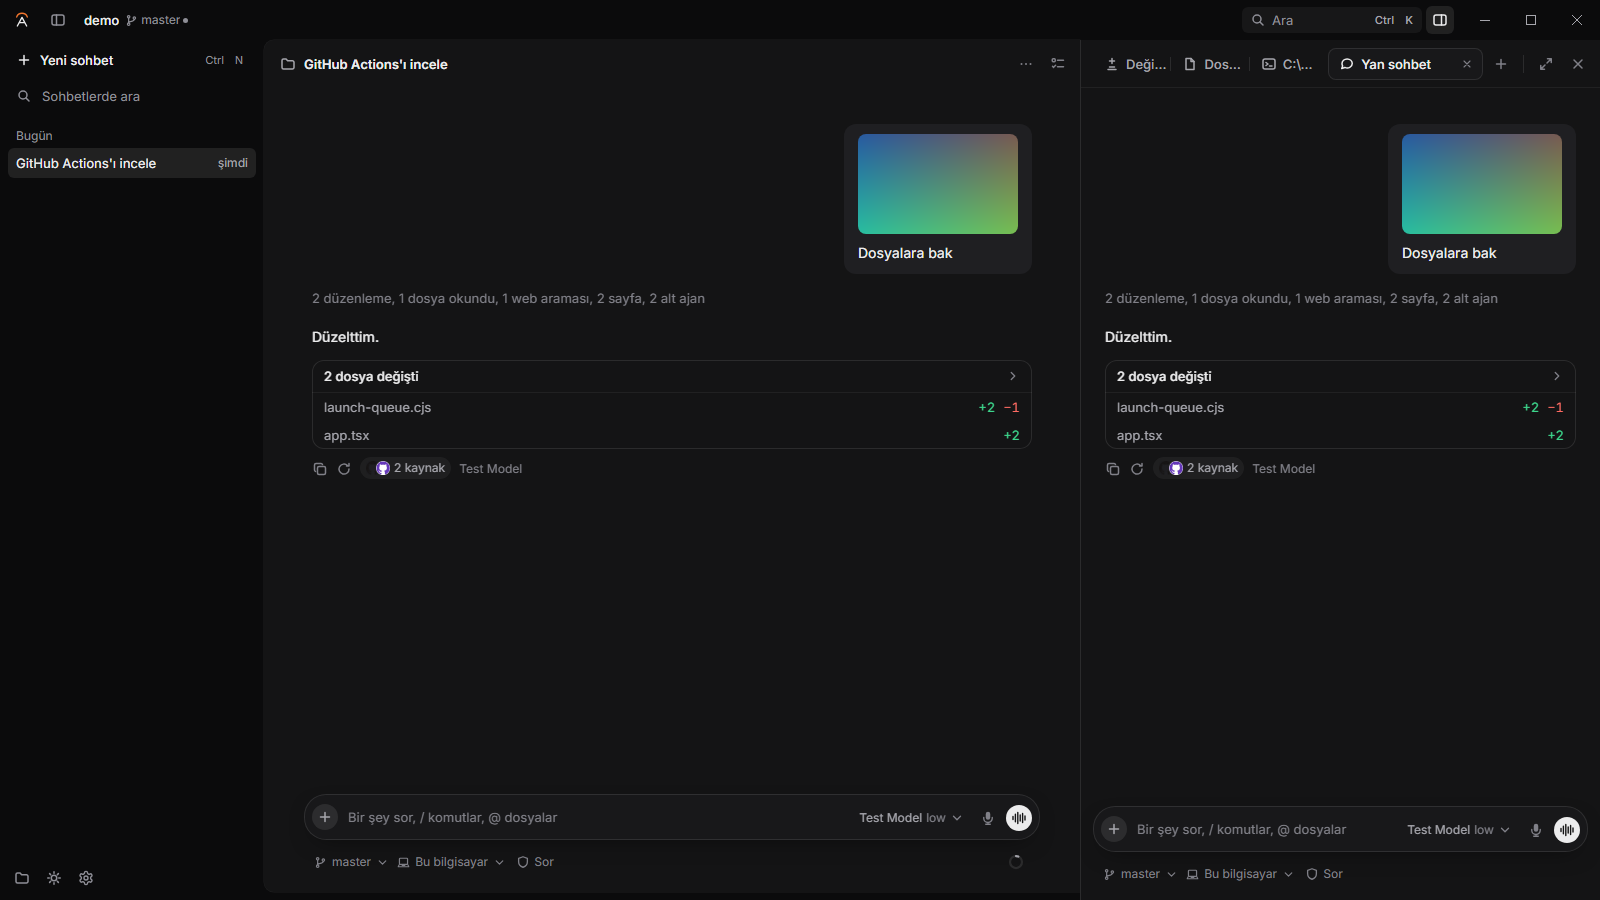 demo master
Ara Ctrl K
Yeni sohbet Ctrl N
Sohbetlerde ara
Bugün
GitHub Actions'ı incele şimdi
GitHub Actions'ı incele
Dosyalara bak
2 düzenleme, 1 dosya okundu, 1 web araması, 2 sayfa, 2 alt ajan
Düzelttim.
2 dosya değişti
launch-queue.cjs +2 −1
app.tsx +2
2 kaynak Test Model
Bir şey sor, / komutlar, @ dosyalar Test Model low
master Bu bilgisayar Sor
Deği... Dos... C:\... Yan sohbet
Dosyalara bak
2 düzenleme, 1 dosya okundu, 1 web araması, 2 sayfa, 2 alt ajan
Düzelttim.
2 dosya değişti
launch-queue.cjs +2 −1
app.tsx +2
2 kaynak Test Model
Bir şey sor, / komutlar, @ dosyalar Test Model low
master Bu bilgisayar Sor